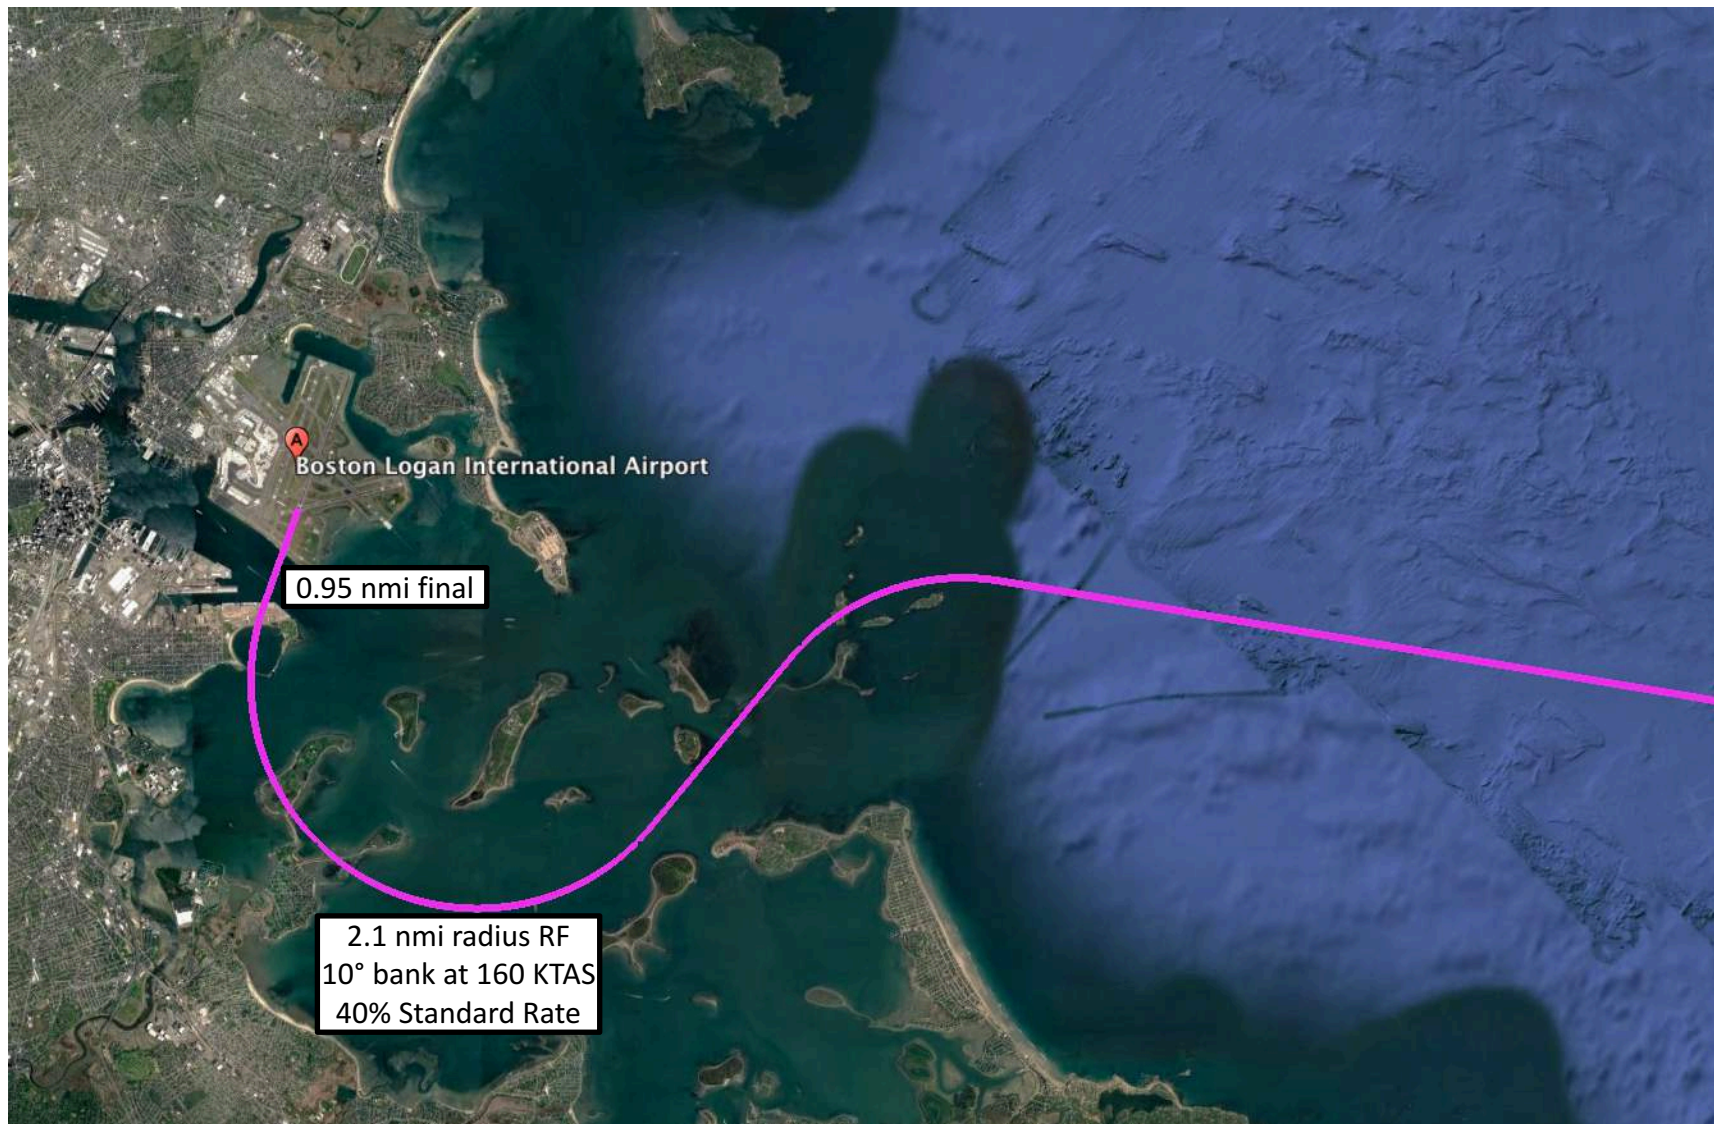 A
Boston Logan International Airport
0.95 nmi final
2.1 nmi radius RF
10° bank at 160 KTAS
40% Standard Rate